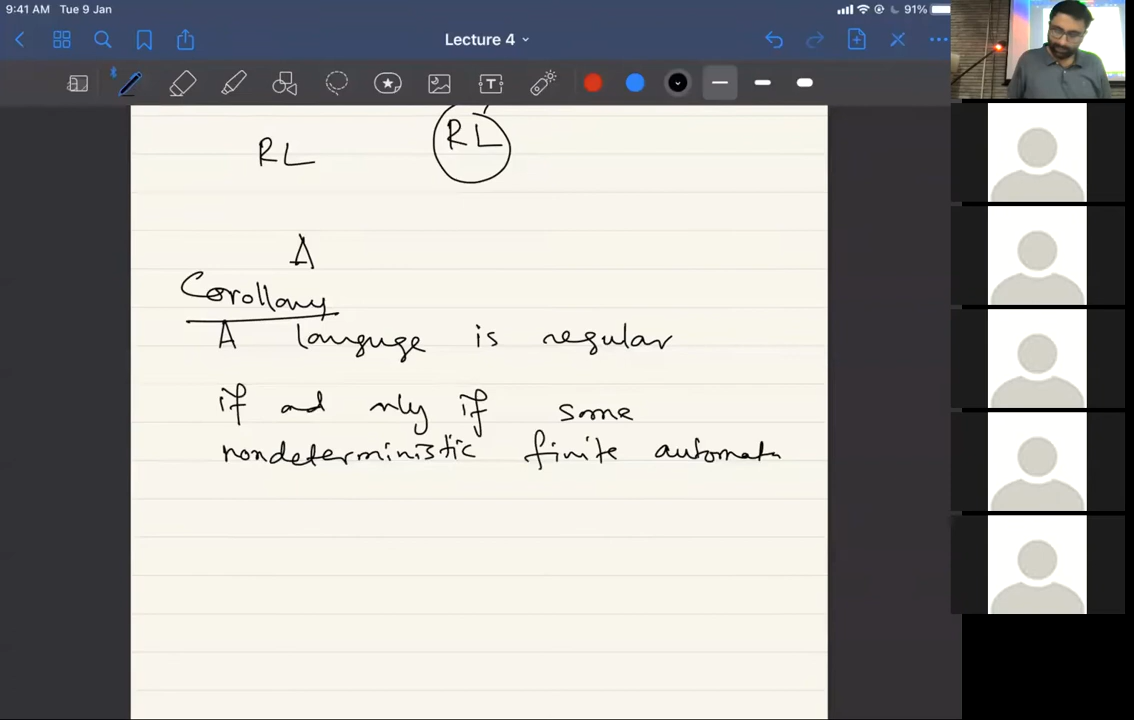 9:41 AM Tue 9 Jan
91%
Lecture 4
T
RL
RL
A
Corollary
A languge is regular
if and only if some
nondeterministic finite automata